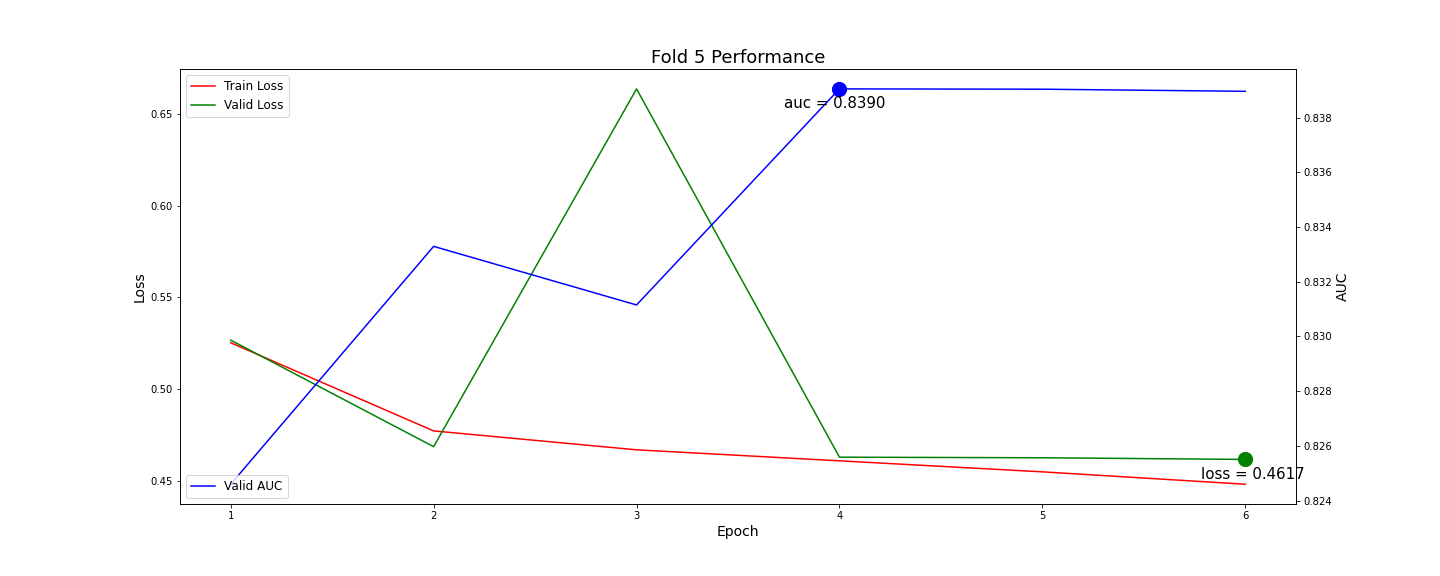 Fold 5 Performance
Train Loss
Valid Loss
Valid AUC
auc = 0.8390
loss = 0.4617
Loss
0.65
0.60
0.55
0.50
0.45
AUC
0.838
0.836
0.834
0.832
0.830
0.828
0.826
0.824
1 2 3 4 5 6
Epoch